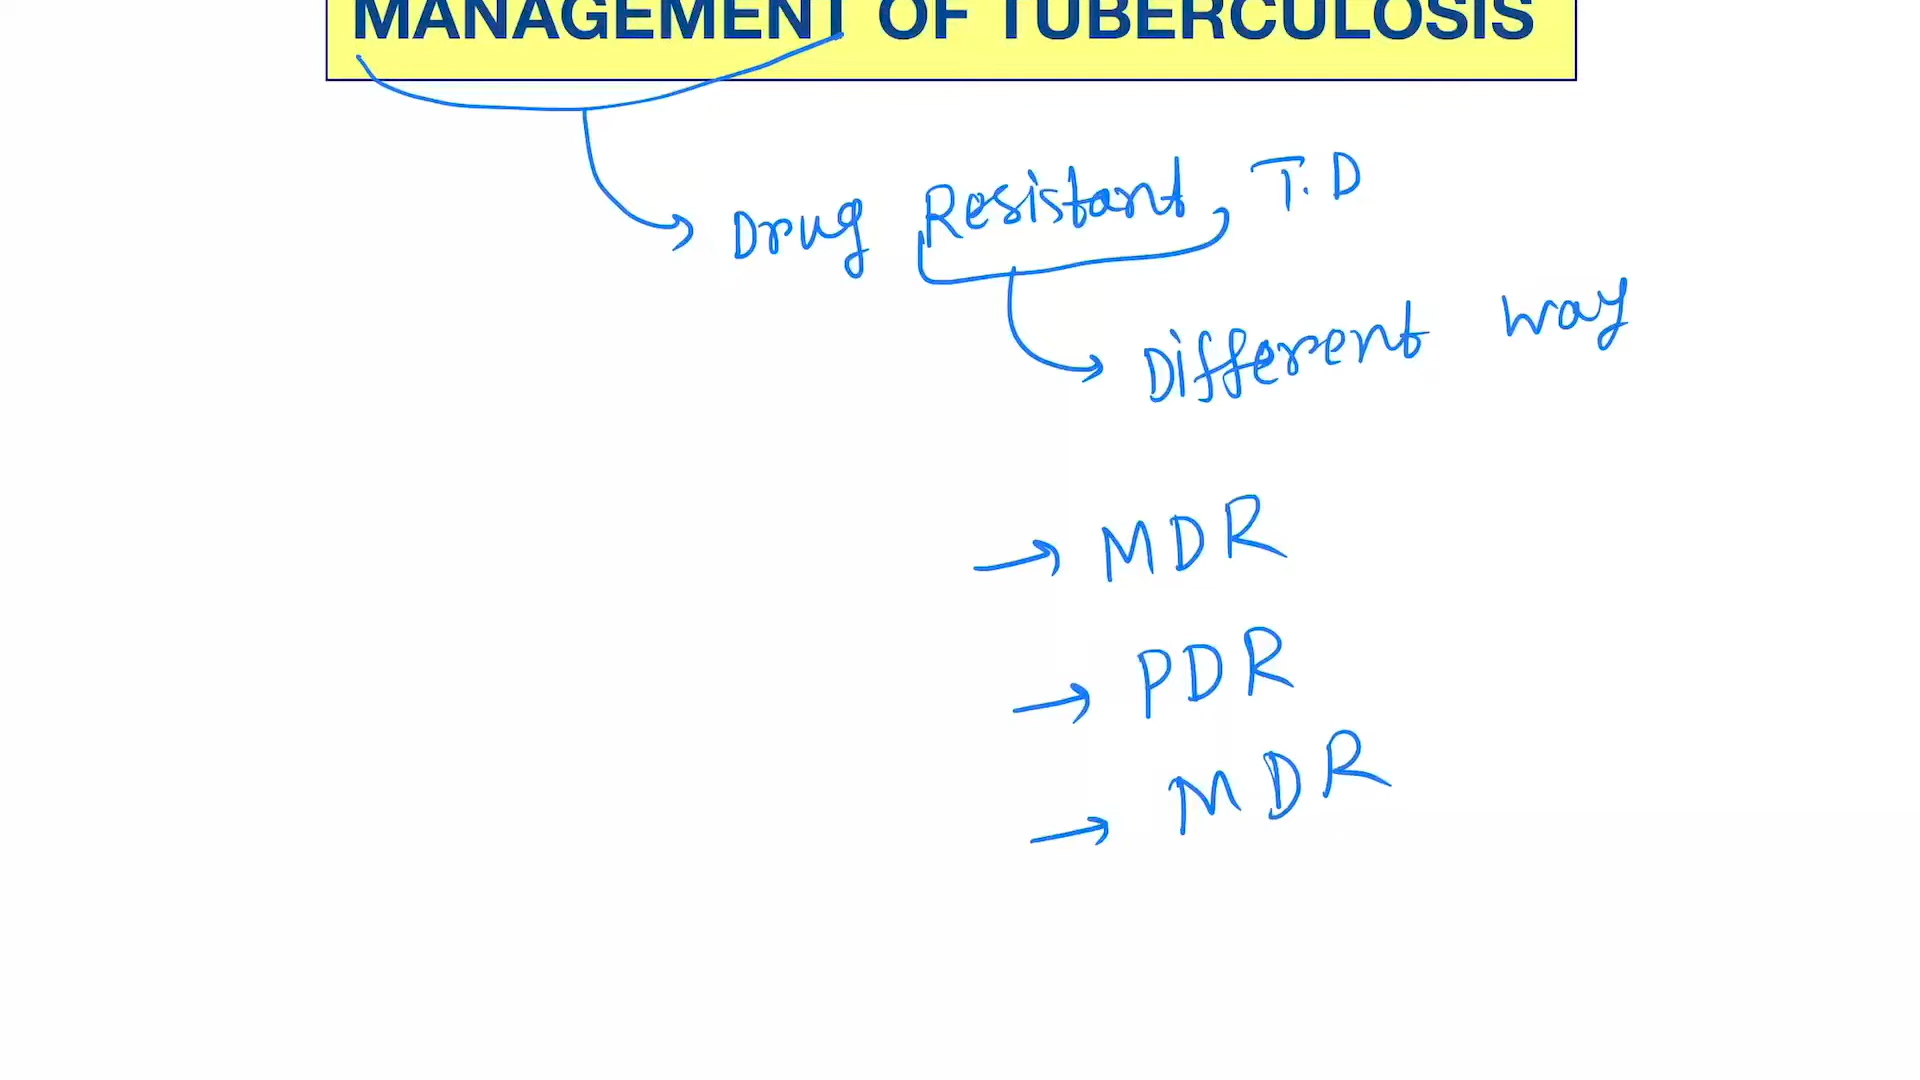 MANAGEMENT OF TUBERCULOSIS
Drug Resistant, T.D
Different way
→ MDR
→ PDR
→ MDR